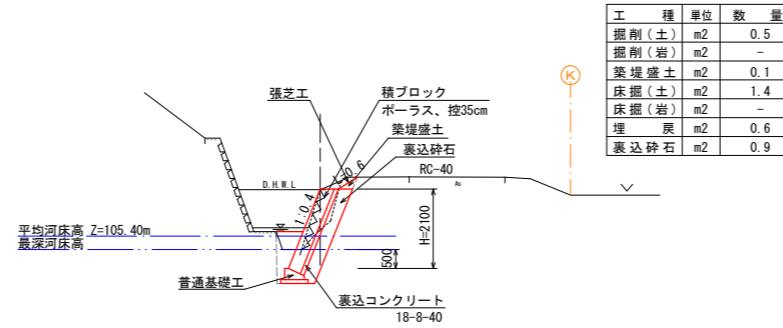 工 種 単位 数 量
掘削(土) m2 0.5
掘削(岩) m2 -
築堤盛土 m2 0.1
床掘(土) m2 1.4
床掘(岩) m2 -
埋 戻 m2 0.6
裏込砕石 m2 0.9
K
張芝工
積ブロック
ポーラス、控35cm
築堤盛土
裏込砕石
RC-40
As
1:0.6
D.H.W.L
1:0.4
H=2100
平均河床高 Z=105.40m
最深河床高
500
普通基礎工
裏込コンクリート
18-8-40